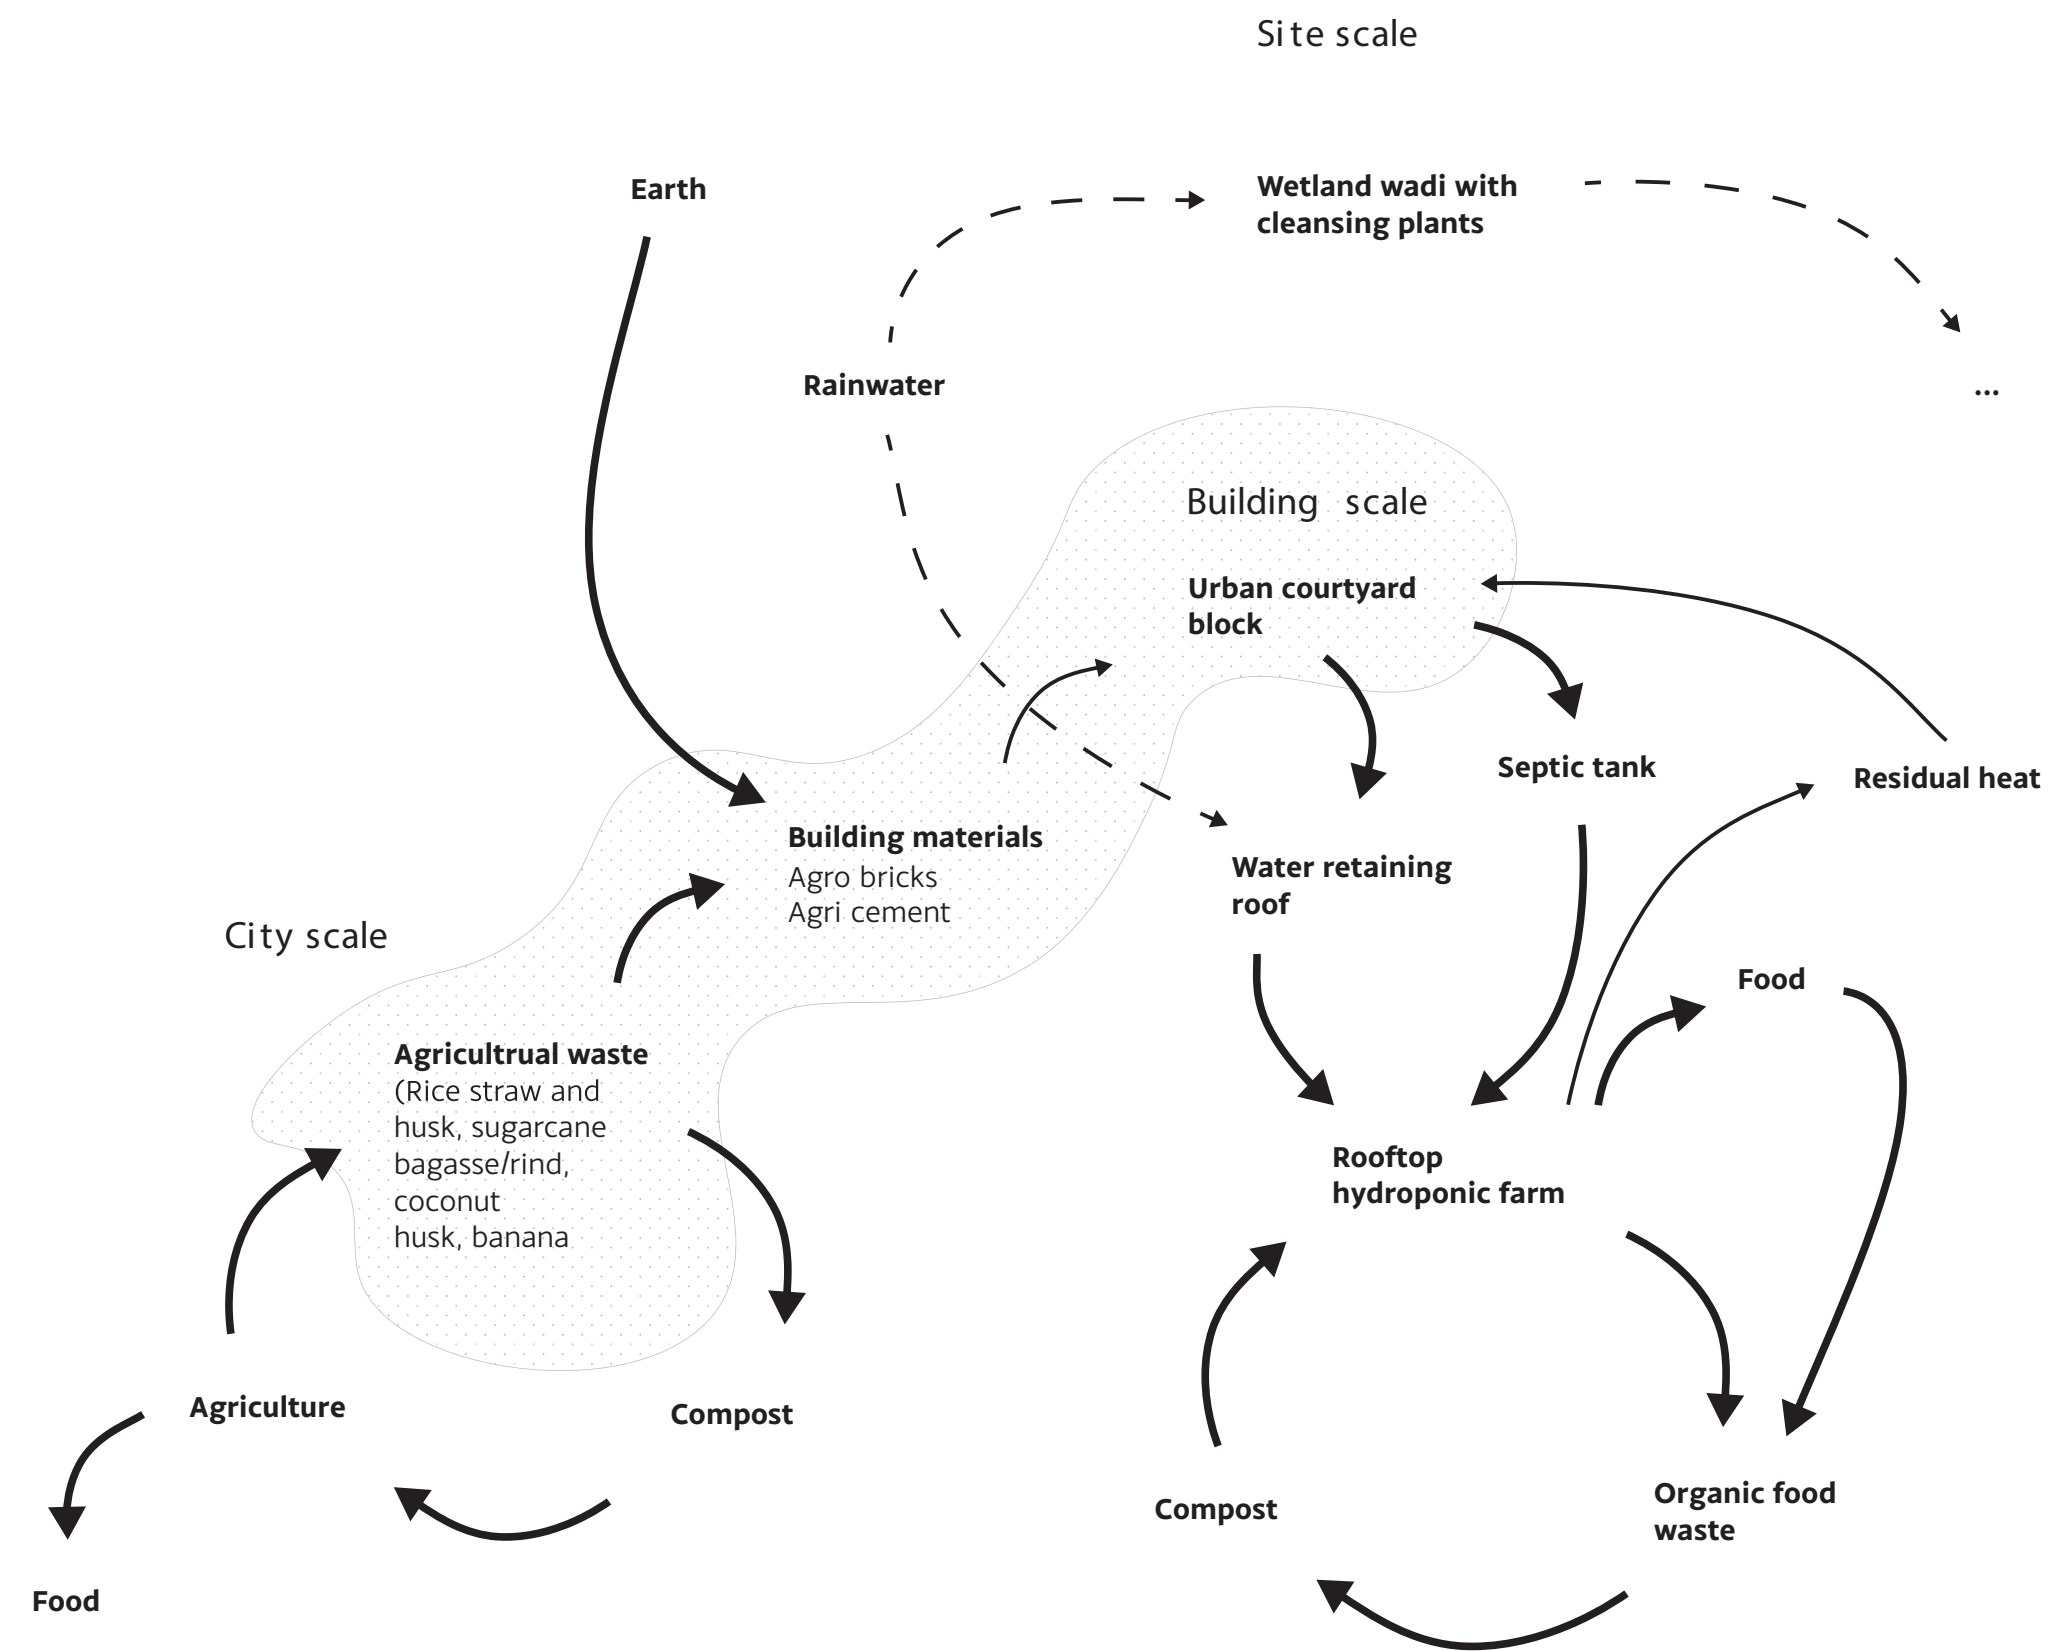 Site scale
Earth
Wetland wadi with
cleansing plants
Rainwater
...
Building scale
Urban courtyard
block
Septic tank
Residual heat
Building materials
Agro bricks
Agri cement
Water retaining
roof
City scale
Food
Agricultrual waste
(Rice straw and
husk, sugarcane
bagasse/rind,
coconut
husk, banana
Rooftop
hydroponic farm
Agriculture
Compost
Compost
Organic food
waste
Food